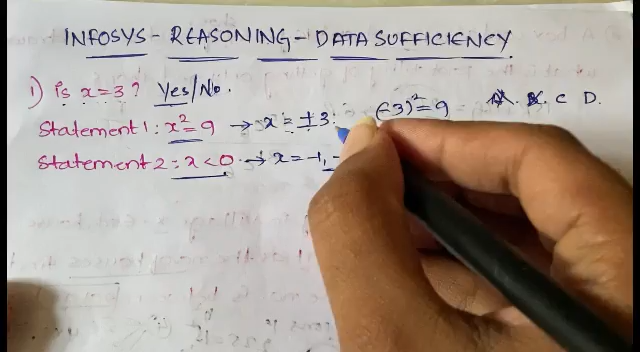 INFOSYS - REASONING - DATA SUFFICIENCY
1) Is x=3? Yes/No.
Statement 1: x²=9 → x = ±3. (-3)²=9 A. B. C D.
Statement 2: x<0 → x=-1, -